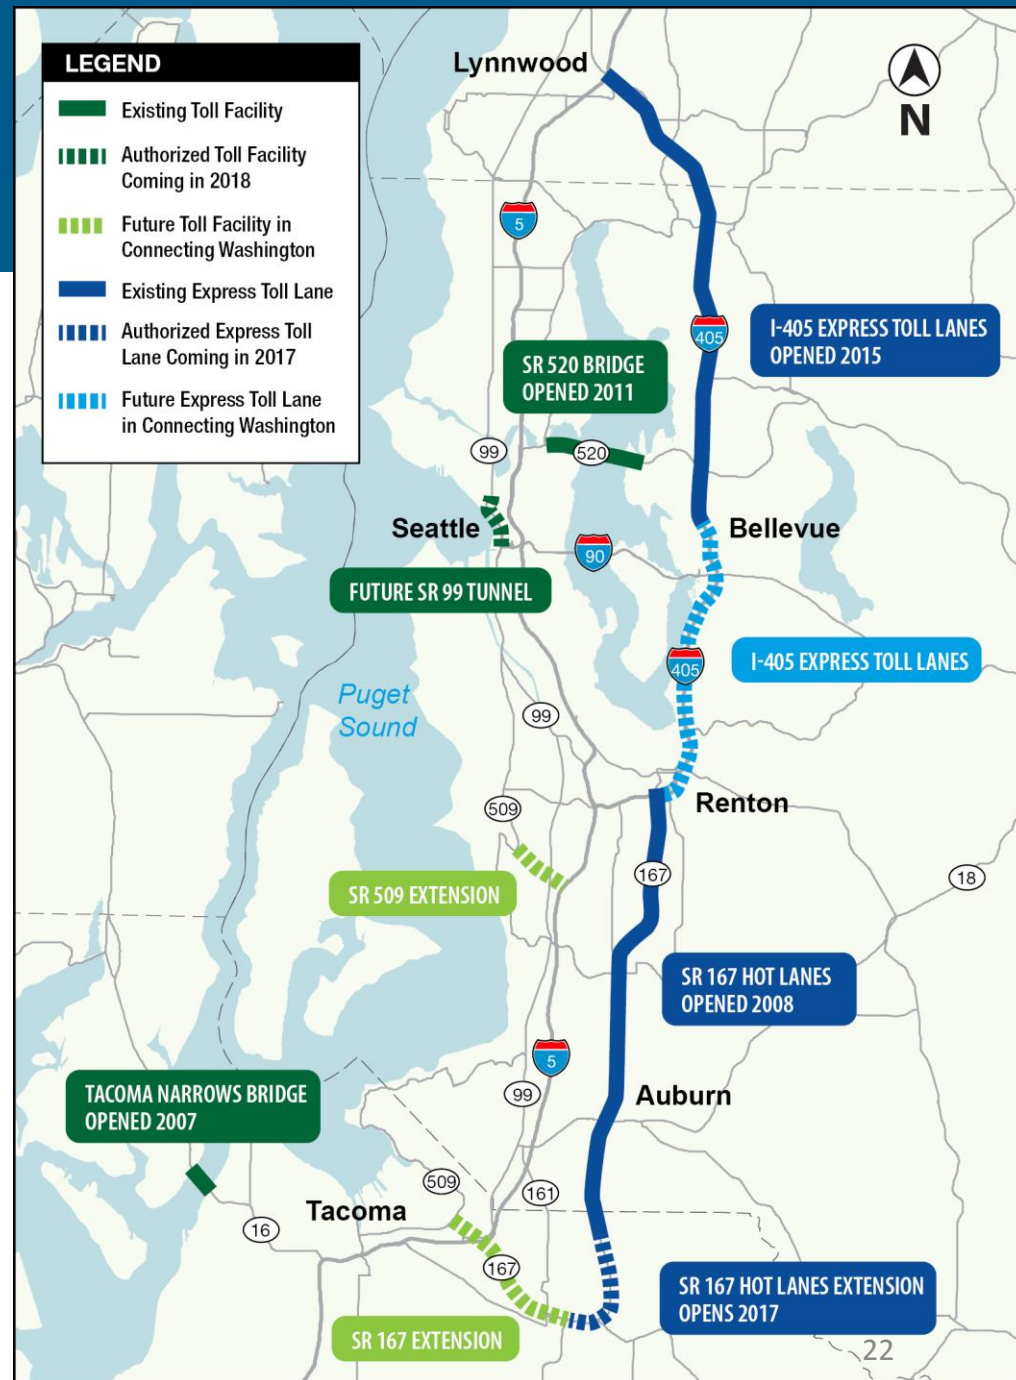 LEGEND
Existing Toll Facility
Authorized Toll Facility
Coming in 2018
Future Toll Facility in
Connecting Washington
Existing Express Toll Lane
Authorized Express Toll
Lane Coming in 2017
Future Express Toll Lane
in Connecting Washington
Lynnwood
N
5
405
I-405 EXPRESS TOLL LANES
OPENED 2015
SR 520 BRIDGE
OPENED 2011
99
520
Seattle
Bellevue
90
FUTURE SR 99 TUNNEL
405
I-405 EXPRESS TOLL LANES
Puget
Sound
99
Renton
509
167
18
SR 509 EXTENSION
SR 167 HOT LANES
OPENED 2008
5
TACOMA NARROWS BRIDGE
OPENED 2007
99
Auburn
509
161
Tacoma
16
167
SR 167 HOT LANES EXTENSION
OPENS 2017
SR 167 EXTENSION
22